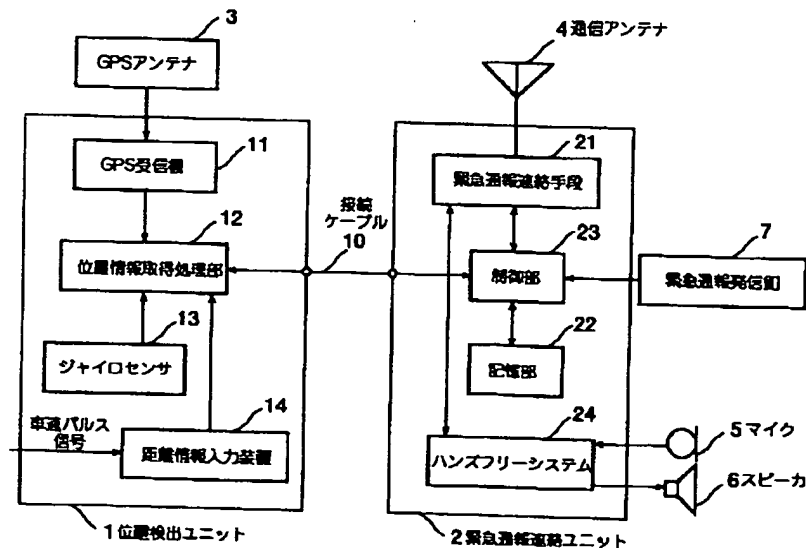 3
GPSアンテナ
4 通信アンテナ
11
GPS受信機
21
緊急通報連絡手段
12
位置情報取得処理部
接続
ケーブル
10
23
制御部
7
緊急通報発信釦
13
ジャイロセンサ
22
記憶部
車速パルス
信号
14
距離情報入力装置
24
ハンズフリーシステム
5 マイク
6 スピーカ
1 位置検出ユニット
2 緊急通報連絡ユニット